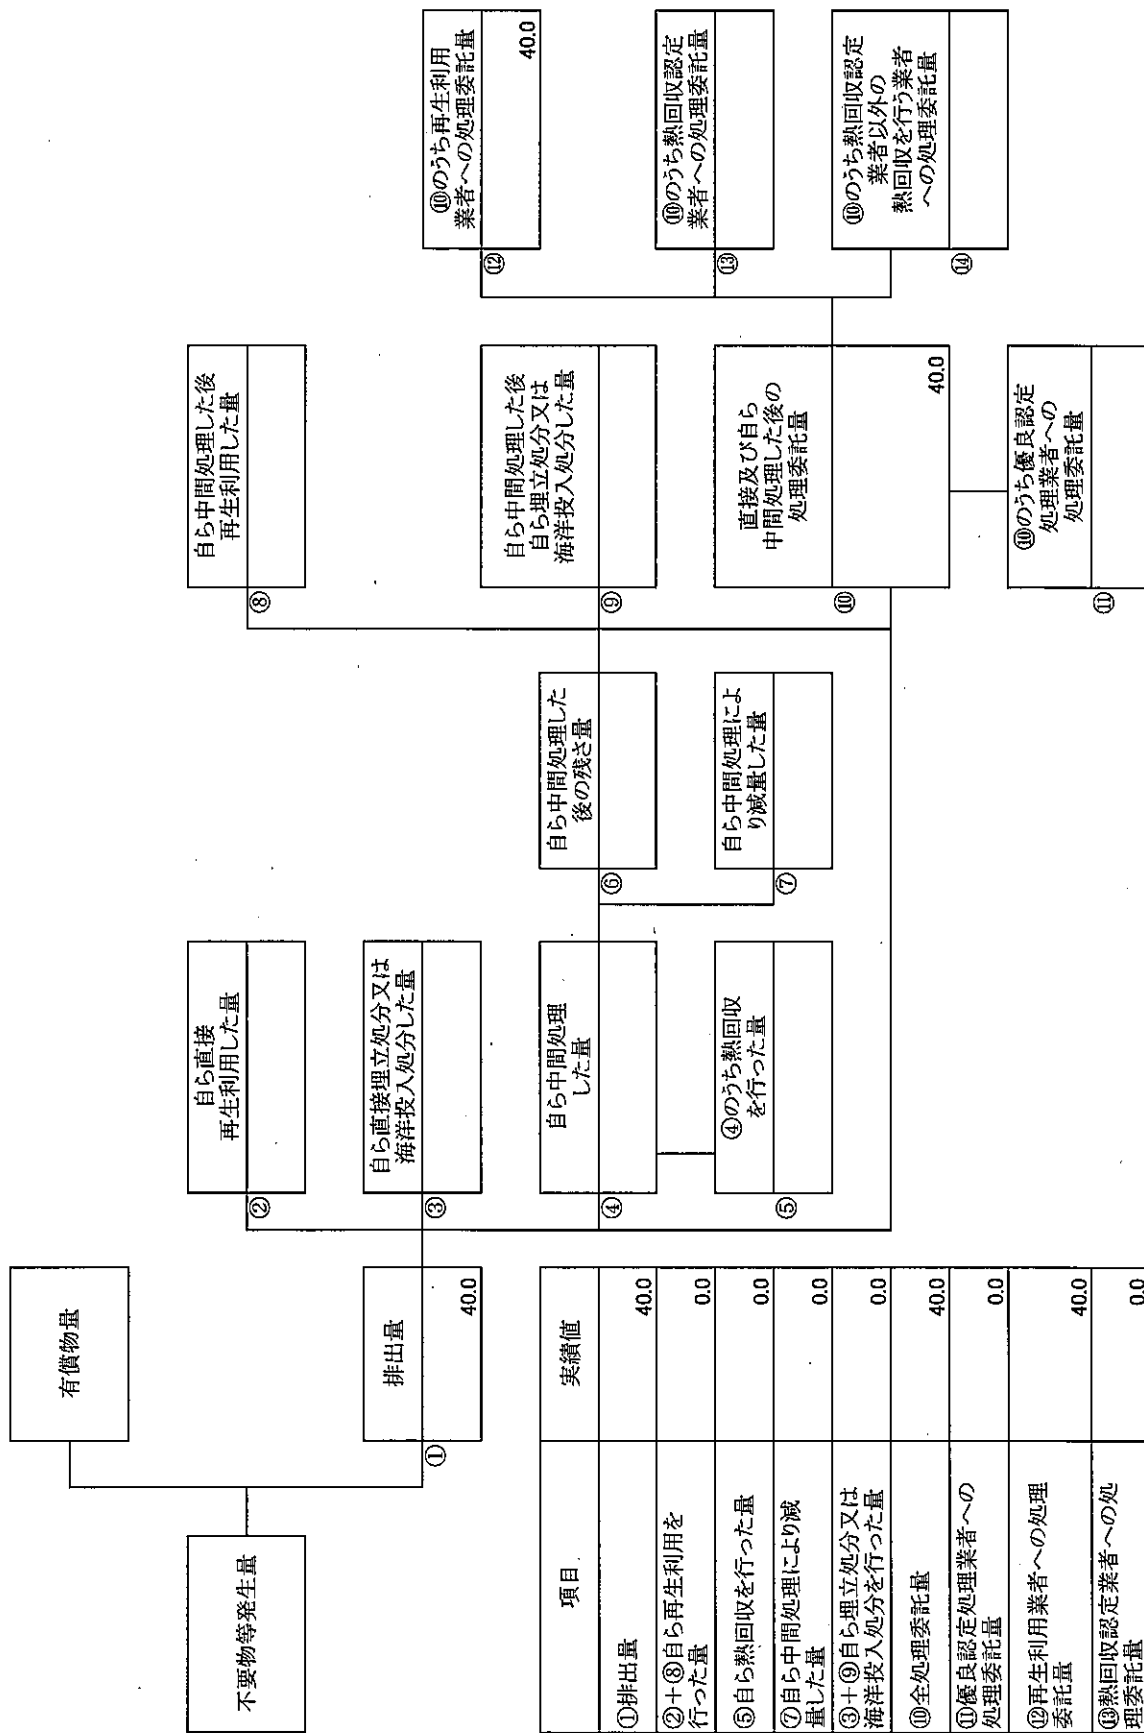 不要物等発生量
有償物量
排出量
①
40.0
自ら直接
再生利用した量
②
自ら直接埋立処分又は
海洋投入処分した量
③
自ら中間処理
した量
④
④のうち熱回収
を行った量
⑤
自ら中間処理した
後の残さ量
⑥
自ら中間処理によ
り減量した量
⑦
自ら中間処理した後
再生利用した量
⑧
自ら中間処理した後
自ら埋立処分又は
海洋投入処分した量
⑨
直接及び自ら
中間処理した後の
処理委託量
⑩
40.0
⑩のうち優良認定
処理業者への
処理委託量
⑪
⑩のうち再生利用
業者への処理委託量
⑫
40.0
⑩のうち熱回収認定
業者への処理委託量
⑬
⑩のうち熱回収認定
業者以外の
熱回収を行う業者
への処理委託量
⑭
項目
実績値
①排出量
40.0
②+⑧自ら再生利用を
行った量
0.0
⑤自ら熱回収を行った量
0.0
⑦自ら中間処理により減
量した量
0.0
③+⑨自ら埋立処分又は
海洋投入処分を行った量
0.0
⑩全処理委託量
40.0
⑪優良認定処理業者への
処理委託量
0.0
⑫再生利用業者への処理
委託量
40.0
⑬熱回収認定業者への処
理委託量
0.0